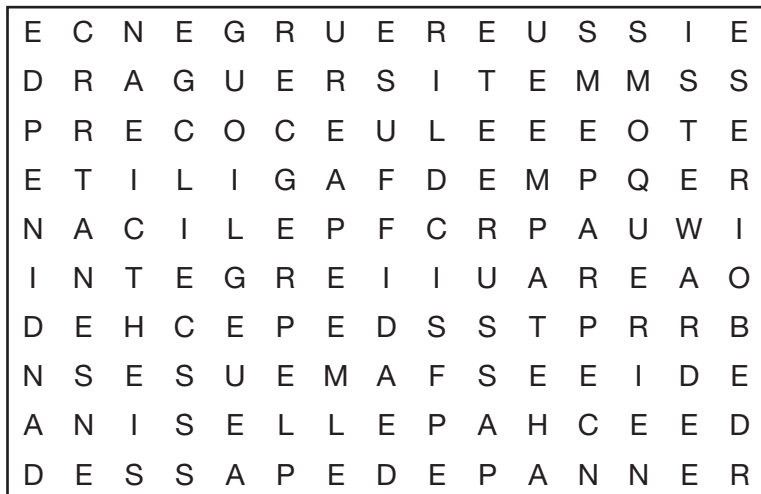 E C N E G R U E R E U S S I E
D R A G U E R S I T E M M S S
P R E C O C E U L E E E O T E
E T I L I G A F D E M P Q E R
N A C I L E P F C R P A U W I
I N T E G R E I I U A R E A O
D E H C E P E D S S T P R R B
N S E S U E M A F S E E I D E
A N I S E L L E P A H C E E D
D E S S A P E D E P A N N E R